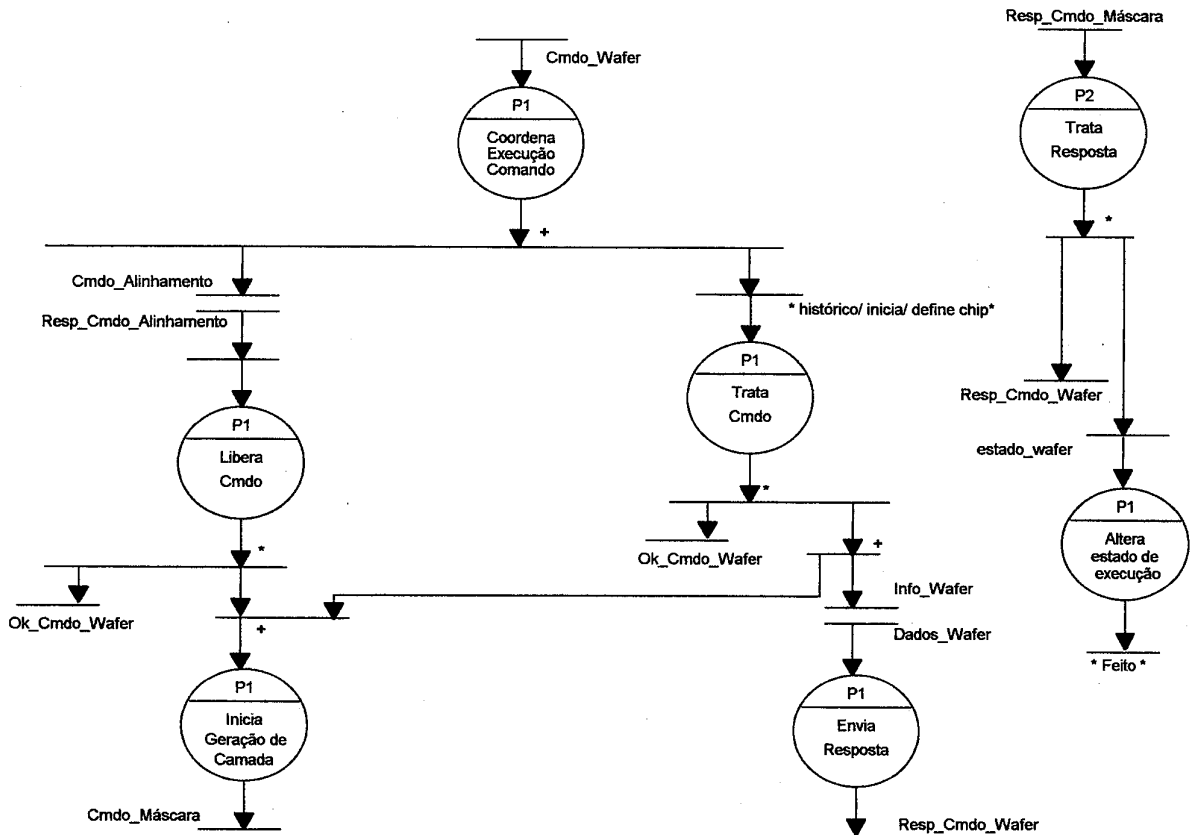 Resp_Cmdo_Máscara
Cmdo_Wafer
P1
Coordena
Execução
Comando
P2
Trata
Resposta
+
*
Cmdo_Alinhamento
Resp_Cmdo_Alinhamento
* histórico/ inicia/ define chip*
P1
Trata
Cmdo
Resp_Cmdo_Wafer
P1
Libera
Cmdo
estado_wafer
*
P1
Altera
estado de
execução
*
Ok_Cmdo_Wafer
+
Ok_Cmdo_Wafer
Info_Wafer
+
Dados_Wafer
* Feito *
P1
Inicia
Geração de
Camada
P1
Envia
Resposta
Cmdo_Máscara
Resp_Cmdo_Wafer